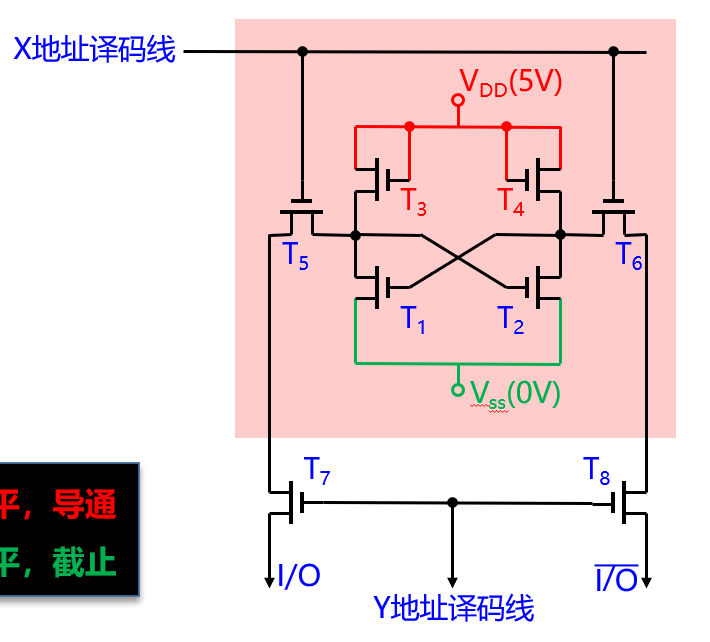 X地址译码线
VDD(5V)
T3
T4
T5
T6
T1
T2
Vss(0V)
T7
T8
平，导通
平，截止
I/O
I/O
Y地址译码线